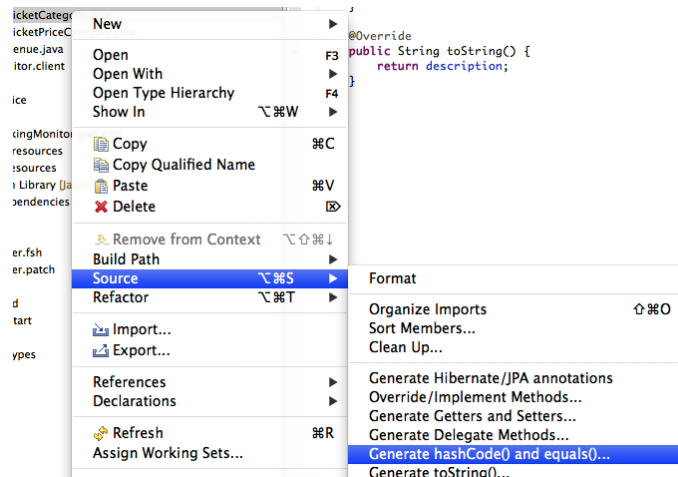 icketCatego
icketPriceC
enue.java
itor.client
ice
kingMonitor
resources
esources
n Library [Ja
pendencies
er.fsh
er.patch
d
tart
ypes
New
Open F3
Open With
Open Type Hierarchy F4
Show In ⌥⌘W
Copy ⌘C
Copy Qualified Name
Paste ⌘V
Delete ⌦
Remove from Context ⌥⇧⌘↓
Build Path
Source ⌥⌘S
Refactor ⌥⌘T
Import...
Export...
References
Declarations
Refresh ⌘R
Assign Working Sets...
}
@Override
public String toString() {
return description;
}
Format
Organize Imports ⇧⌘O
Sort Members...
Clean Up...
Generate Hibernate/JPA annotations
Override/Implement Methods...
Generate Getters and Setters...
Generate Delegate Methods...
Generate hashCode() and equals()...
Generate toString()...